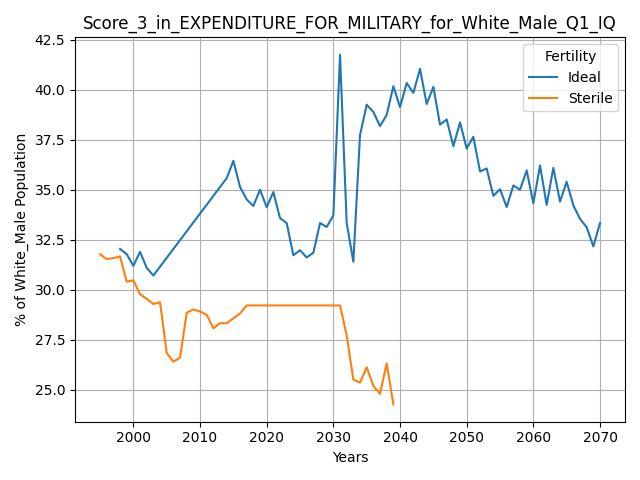 Score_3_in_EXPENDITURE_FOR_MILITARY_for_White_Male_Q1_IQ
Fertility
Ideal
Sterile
% of White_Male Population
42.5
40.0
37.5
35.0
32.5
30.0
27.5
25.0
2000 2010 2020 2030 2040 2050 2060 2070
Years